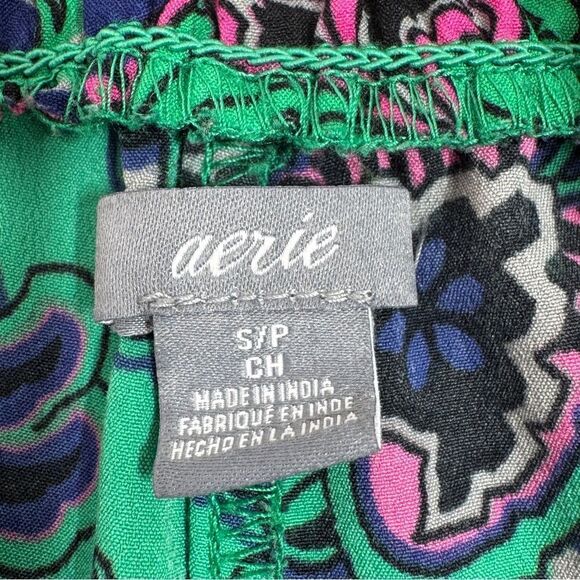 aerie
S/P
CH
MADE IN INDIA
FABRIQUÉ EN INDE
HECHO EN LA INDIA